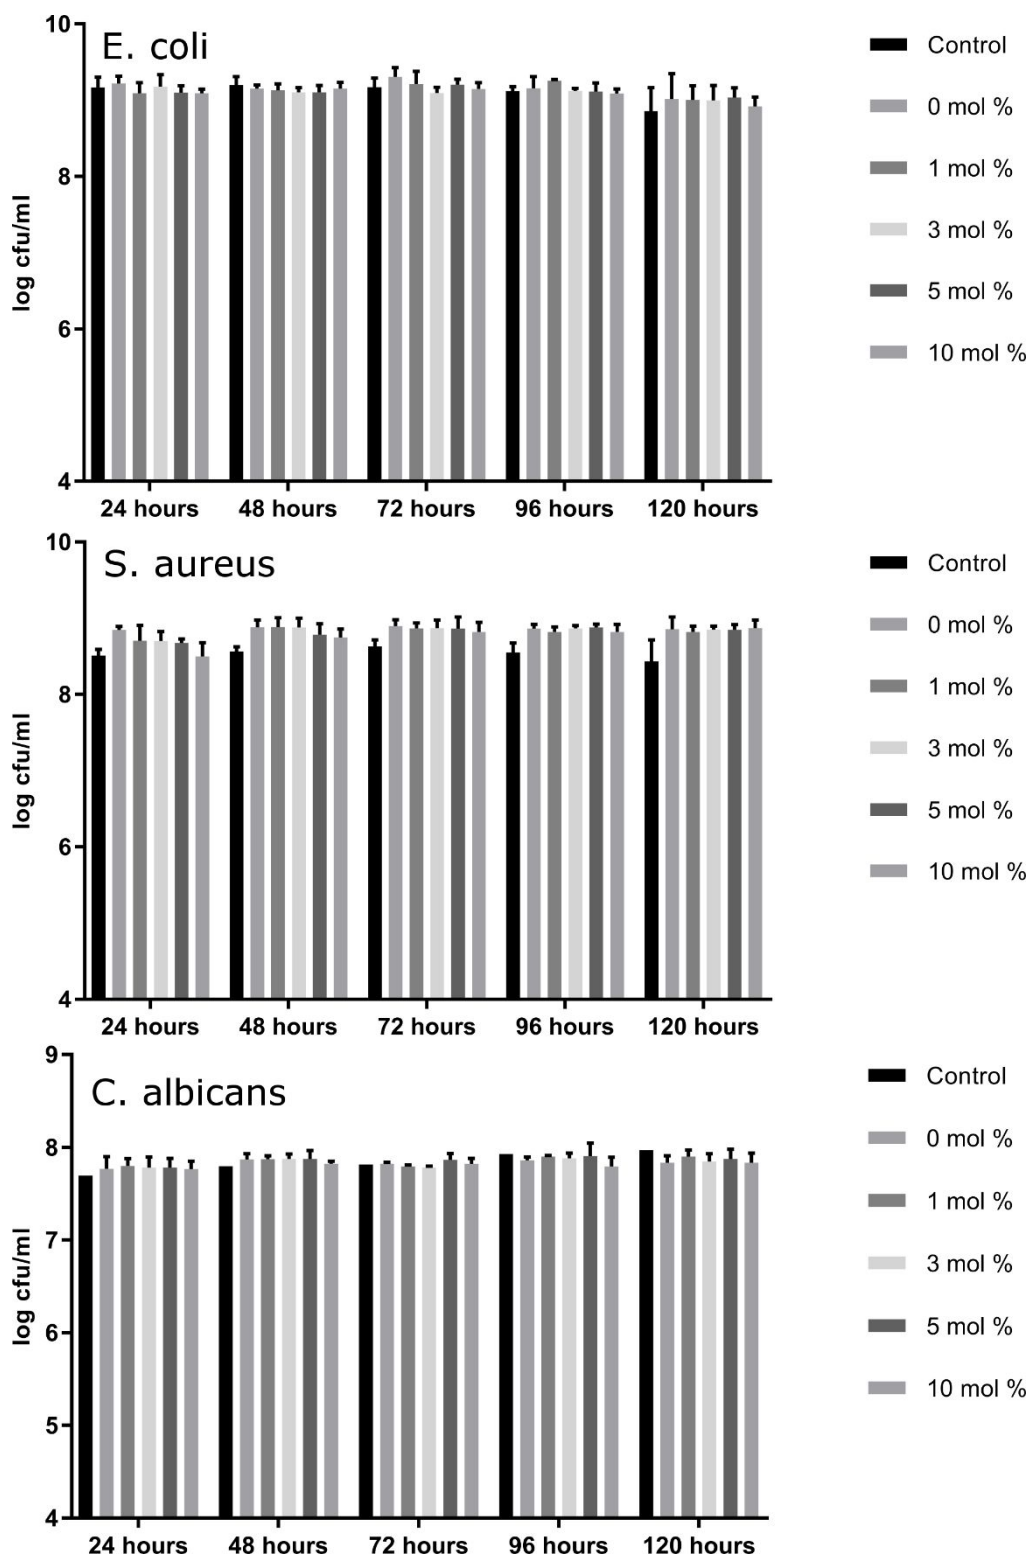 10
E. coli
8
6
4
log cfu/ml
24 hours 48 hours 72 hours 96 hours 120 hours
Control
0 mol %
1 mol %
3 mol %
5 mol %
10 mol %
10
S. aureus
8
6
4
log cfu/ml
24 hours 48 hours 72 hours 96 hours 120 hours
Control
0 mol %
1 mol %
3 mol %
5 mol %
10 mol %
9
C. albicans
8
7
6
5
4
log cfu/ml
24 hours 48 hours 72 hours 96 hours 120 hours
Control
0 mol %
1 mol %
3 mol %
5 mol %
10 mol %